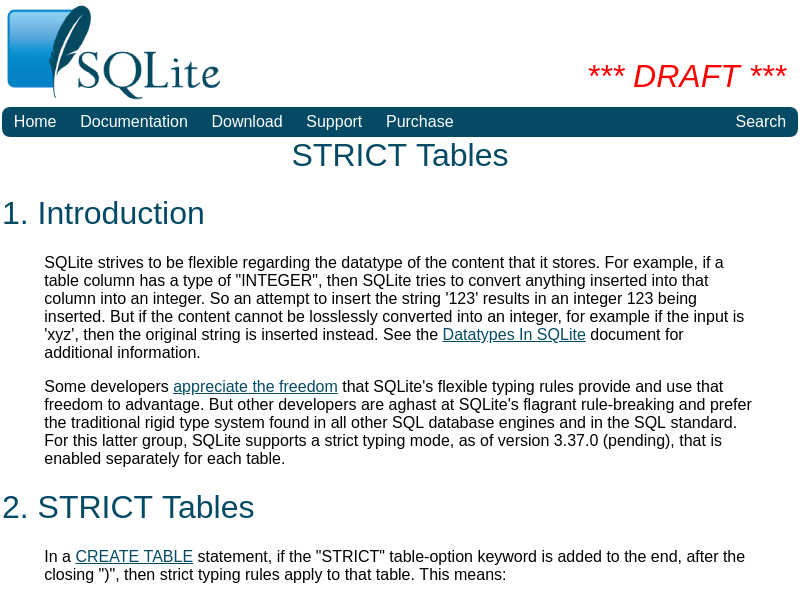 SQLite
*** DRAFT ***
Home Documentation Download Support Purchase Search
STRICT Tables
1. Introduction
SQLite strives to be flexible regarding the datatype of the content that it stores. For example, if a
table column has a type of "INTEGER", then SQLite tries to convert anything inserted into that
column into an integer. So an attempt to insert the string '123' results in an integer 123 being
inserted. But if the content cannot be losslessly converted into an integer, for example if the input is
'xyz', then the original string is inserted instead. See the Datatypes In SQLite document for
additional information.
Some developers appreciate the freedom that SQLite's flexible typing rules provide and use that
freedom to advantage. But other developers are aghast at SQLite's flagrant rule-breaking and prefer
the traditional rigid type system found in all other SQL database engines and in the SQL standard.
For this latter group, SQLite supports a strict typing mode, as of version 3.37.0 (pending), that is
enabled separately for each table.
2. STRICT Tables
In a CREATE TABLE statement, if the "STRICT" table-option keyword is added to the end, after the
closing ")", then strict typing rules apply to that table. This means: